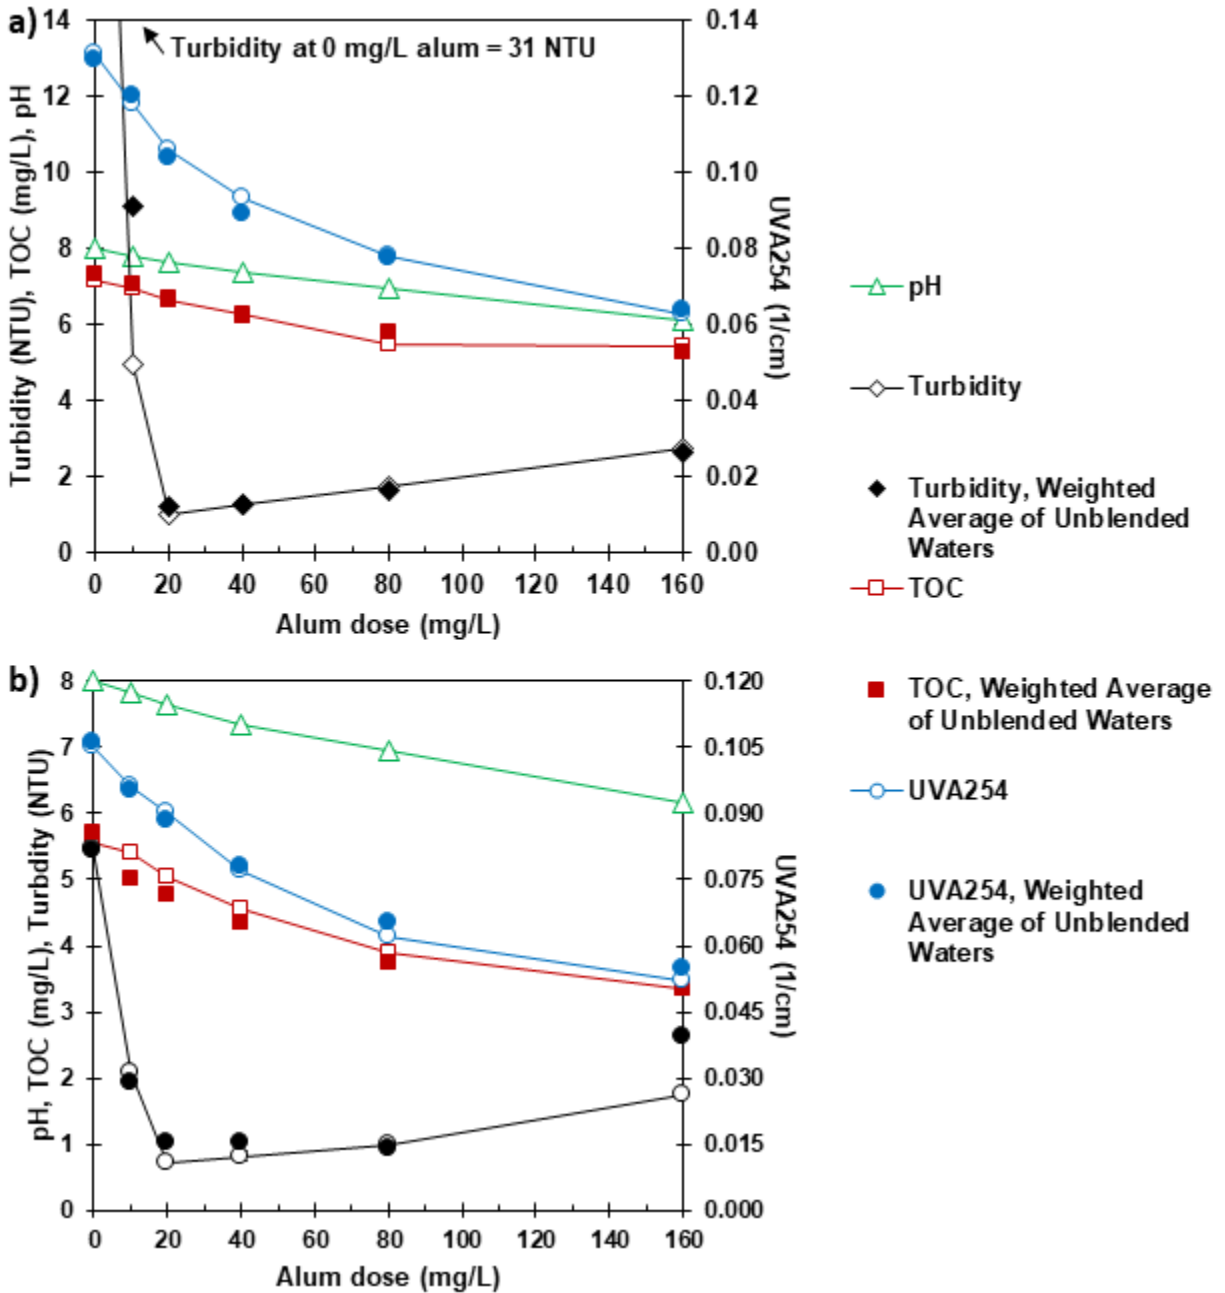 a)
Turbidity at 0 mg/L alum = 31 NTU
Turbidity (NTU), TOC (mg/L), pH
14
12
10
8
6
4
2
0
0.14
0.12
0.10
0.08
0.06
0.04
0.02
0.00
UVA254 (1/cm)
0 20 40 60 80 100 120 140 160
Alum dose (mg/L)
b)
pH, TOC (mg/L), Turbdity (NTU)
8
7
6
5
4
3
2
1
0
0.120
0.105
0.090
0.075
0.060
0.045
0.030
0.015
0.000
UVA254 (1/cm)
0 20 40 60 80 100 120 140 160
Alum dose (mg/L)
pH
Turbidity
Turbidity, Weighted
Average of Unblended
Waters
TOC
TOC, Weighted Average
of Unblended Waters
UVA254
UVA254, Weighted
Average of Unblended
Waters